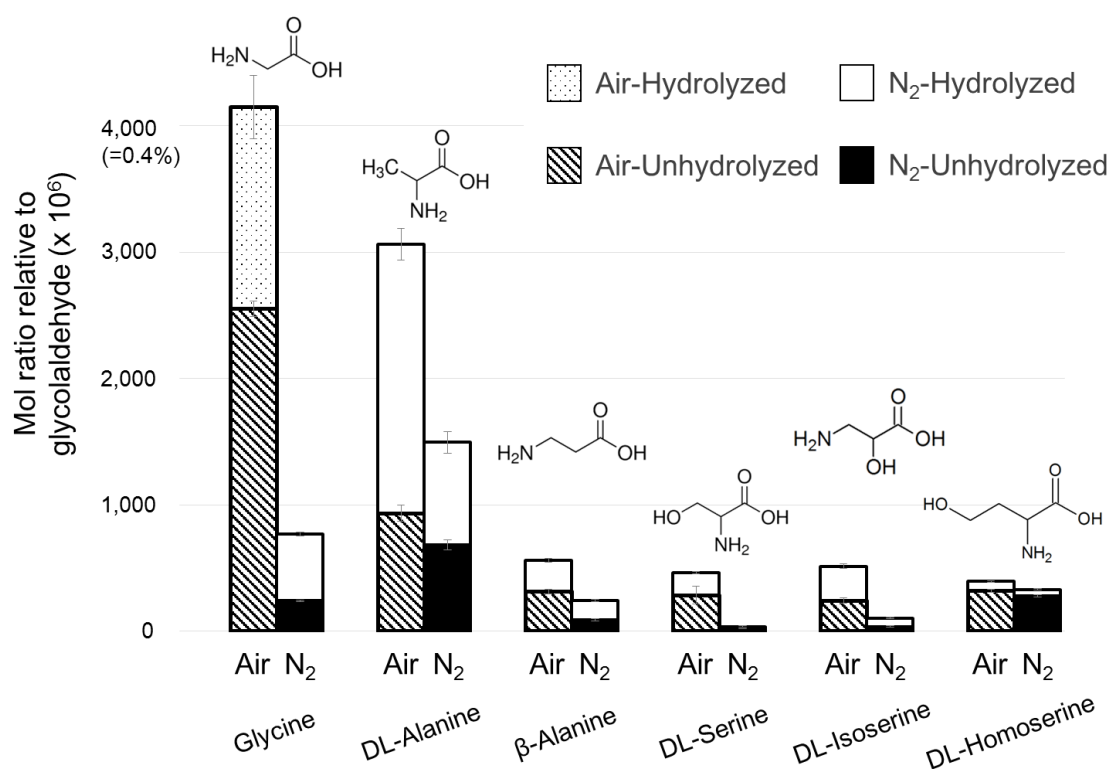 Air-Hydrolyzed
N₂-Hydrolyzed
Air-Unhydrolyzed
N₂-Unhydrolyzed
Mol ratio relative to
glycolaldehyde (x 10⁶)
4,000
(=0.4%)
3,000
2,000
1,000
0
H₂N
O
OH
H₃C
O
OH
NH₂
H₂N
O
OH
HO
O
OH
NH₂
H₂N
O
OH
OH
HO
O
OH
NH₂
Air N₂
Air N₂
Air N₂
Air N₂
Air N₂
Air N₂
Glycine
DL-Alanine
β-Alanine
DL-Serine
DL-Isoserine
DL-Homoserine